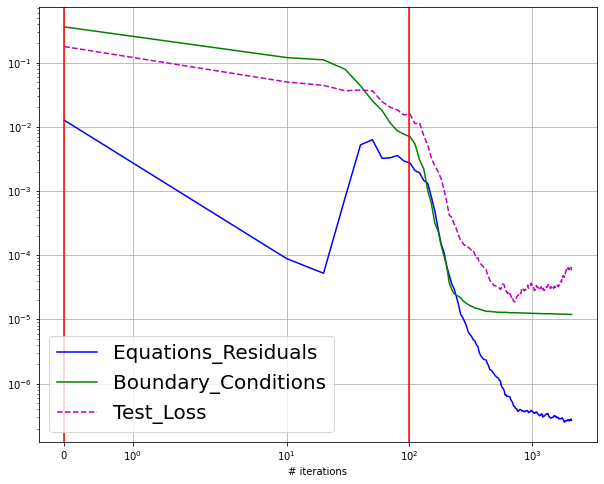 10⁻¹
10⁻²
10⁻³
10⁻⁴
10⁻⁵
10⁻⁶
Equations_Residuals
Boundary_Conditions
Test_Loss
0 10⁰ 10¹ 10² 10³
# iterations